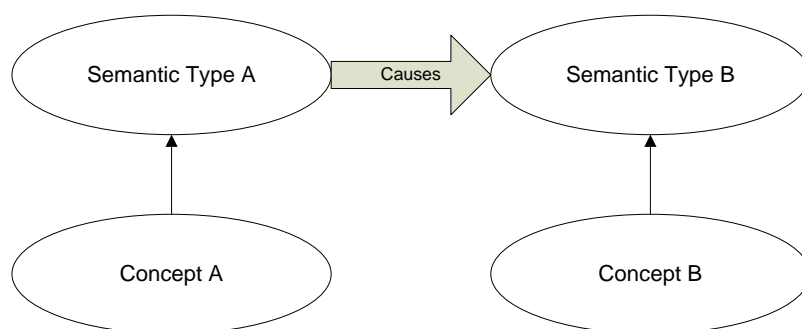 Semantic Type A
Causes
Semantic Type B
Concept A
Concept B